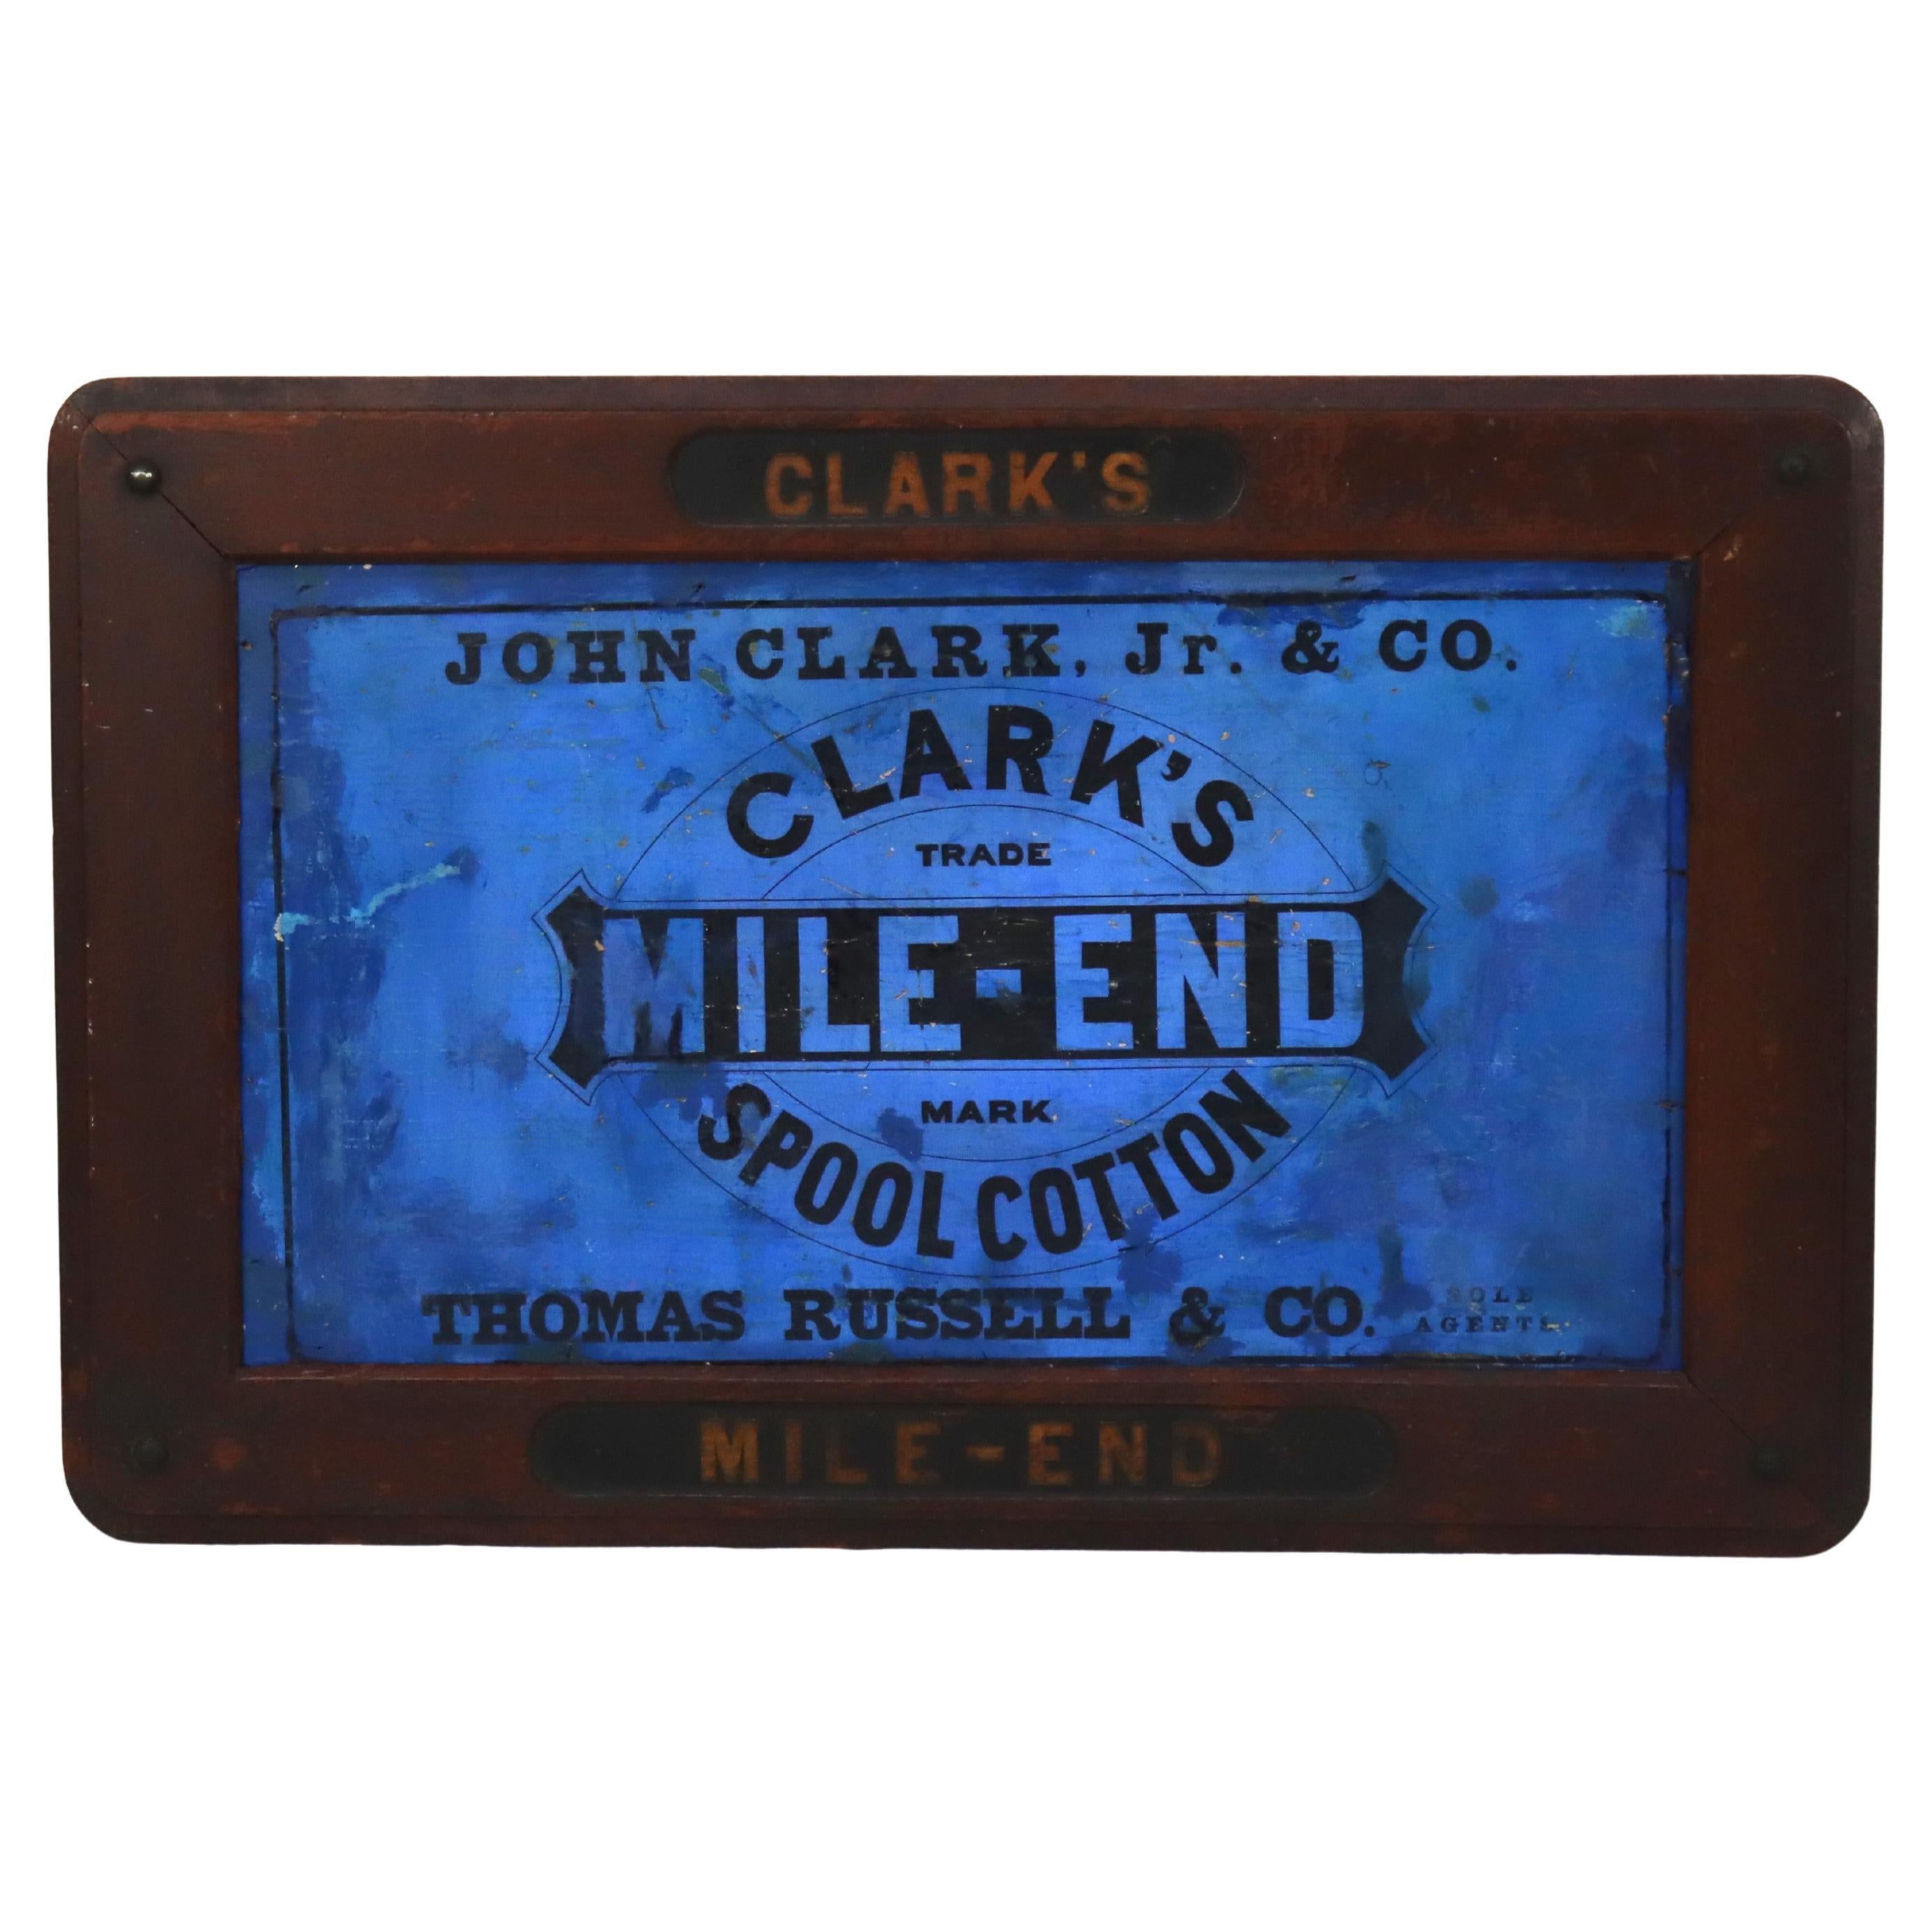 CLARK'S
JOHN CLARK, Jr. & CO.
CLARK'S
TRADE
MILE-END
MARK
SPOOL COTTON
THOMAS RUSSELL & CO. SOLE AGENTS
MILE-END